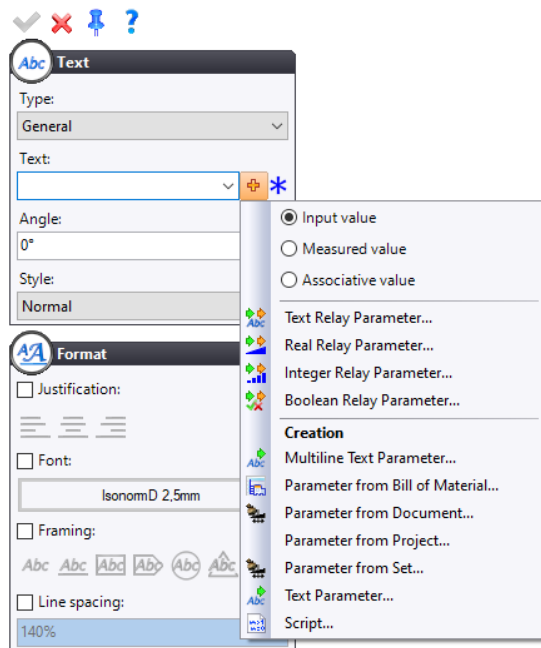 ?
Abc Text
Type:
General
Text:
Angle:
0°
Style:
Normal
Input value
Measured value
Associative value
Abc Text Relay Parameter...
Real Relay Parameter...
Integer Relay Parameter...
Boolean Relay Parameter...
Creation
Abc Multiline Text Parameter...
Parameter from Bill of Material...
Parameter from Document...
Parameter from Project...
Parameter from Set...
Abc Text Parameter...
Script...
AA Format
Justification:
Font:
IsonormD 2,5mm
Framing:
Abc Abc Abc Abc Abc Abc
Line spacing:
140%